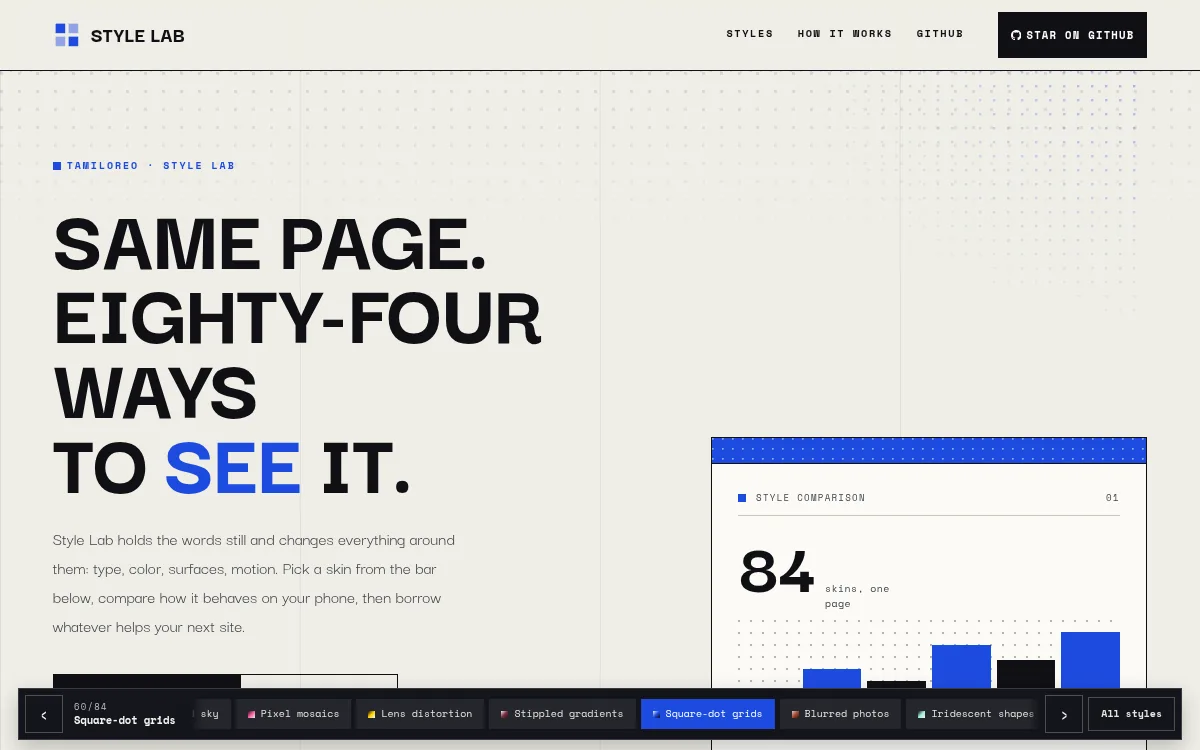 STYLE LAB
STYLES
HOW IT WORKS
GITHUB
STAR ON GITHUB
TAMILOREO · STYLE LAB
SAME PAGE.
EIGHTY-FOUR
WAYS
TO SEE IT.
Style Lab holds the words still and changes everything around
them: type, color, surfaces, motion. Pick a skin from the bar
below, compare how it behaves on your phone, then borrow
whatever helps your next site.
STYLE COMPARISON 01
84 skins, one
page
‹
60/84
Square-dot grids
sky
Pixel mosaics
Lens distortion
Stippled gradients
Square-dot grids
Blurred photos
Iridescent shapes
›
All styles